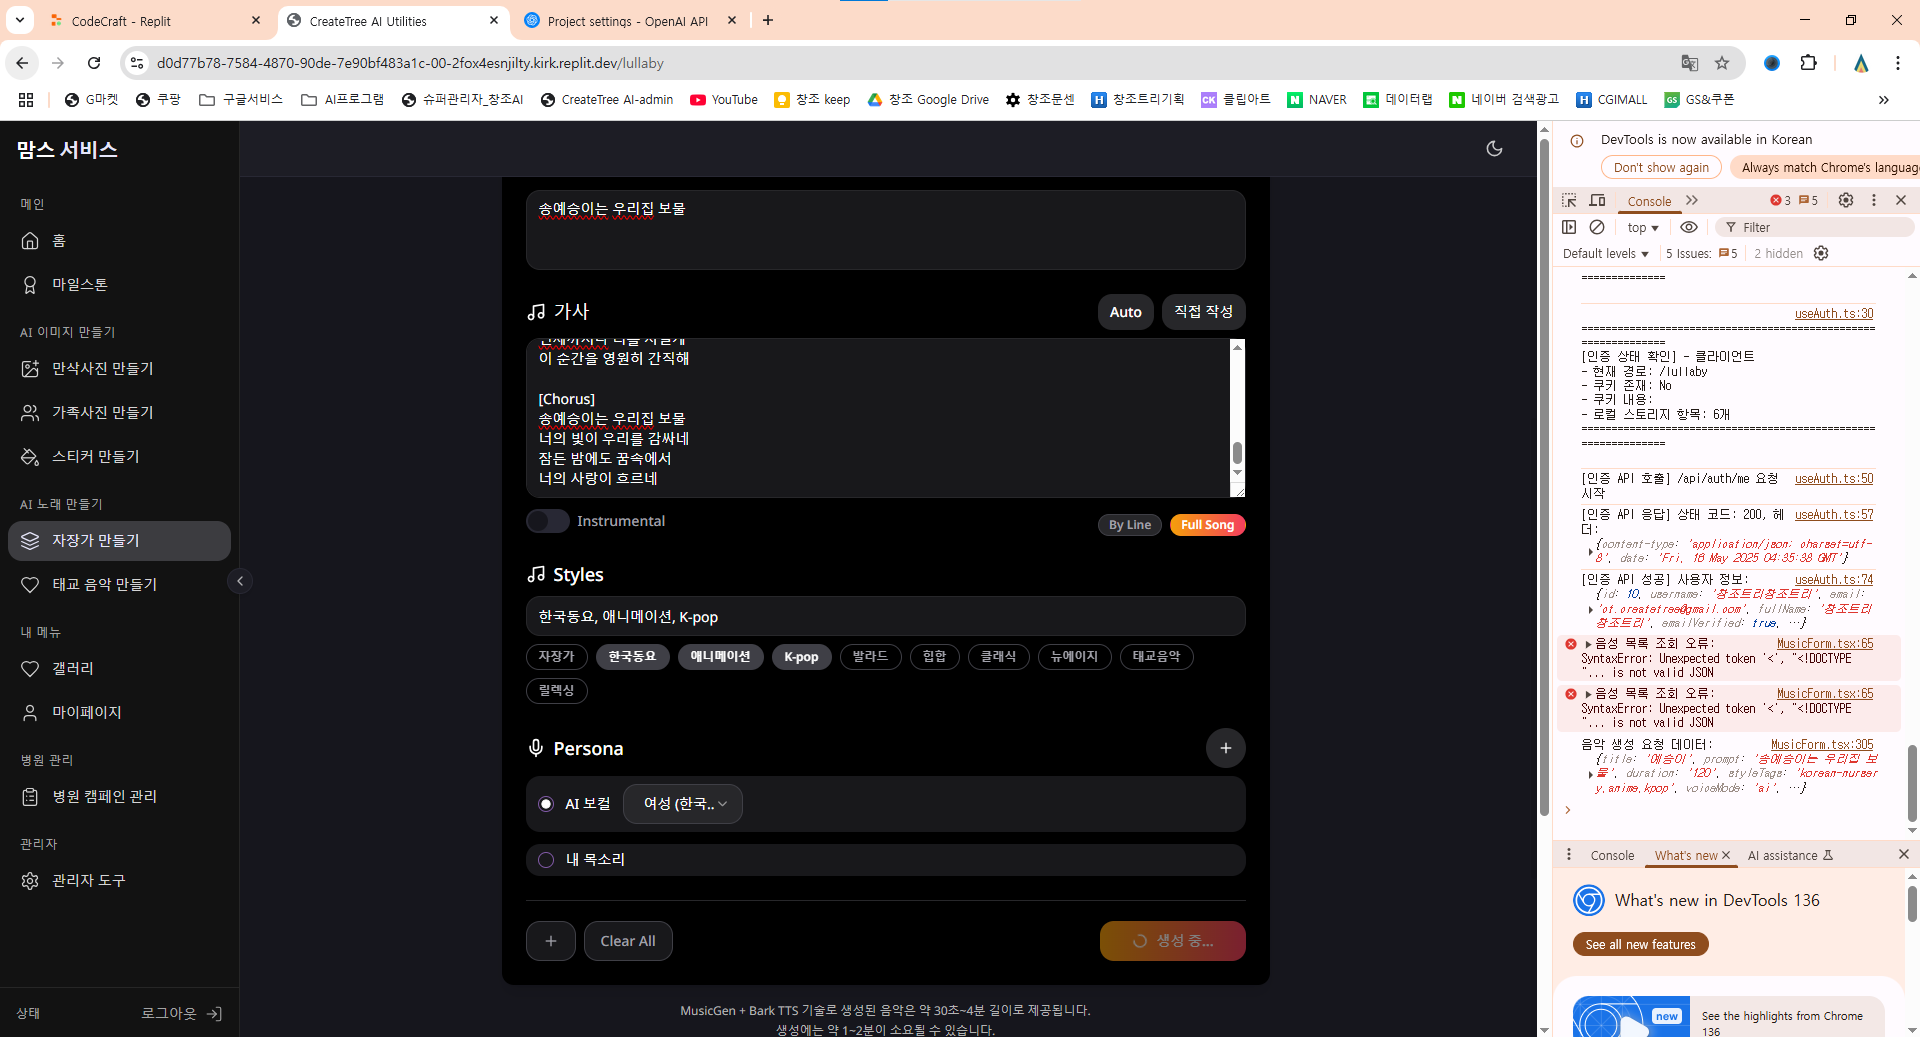 CodeCraft - Replit
CreateTree AI Utilities
Project settings - OpenAI API
d0d77b78-7584-4870-90de-7e90bf483a1c-00-2fox4esnjilty.kirk.replit.dev/lullaby
G마켓
쿠팡
구글서비스
AI프로그램
슈퍼관리자_창조AI
CreateTree AI-admin
YouTube
창조 keep
창조 Google Drive
창조문센
창조트리기획
클립아트
NAVER
데이터랩
네이버 검색광고
CGIMALL
GS&쿠폰
맘스 서비스
메인
홈
마일스톤
AI 이미지 만들기
만삭사진 만들기
가족사진 만들기
스티커 만들기
AI 노래 만들기
자장가 만들기
태교 음악 만들기
내 메뉴
갤러리
마이페이지
병원 관리
병원 캠페인 관리
관리자
관리자 도구
상태
로그아웃
송예승이는 우리집 보물
가사
Auto
직접 작성
이 순간을 영원히 간직해
[Chorus]
송예승이는 우리집 보물
너의 빛이 우리를 감싸네
잠든 밤에도 꿈속에서
너의 사랑이 흐르네
Instrumental
By Line
Full Song
Styles
한국동요, 애니메이션, K-pop
자장가
한국동요
애니메이션
K-pop
발라드
힙합
클래식
뉴에이지
태교음악
릴렉싱
Persona
AI 보컬
여성 (한국..
내 목소리
Clear All
생성 중...
MusicGen + Bark TTS 기술로 생성된 음악은 약 30초~4분 길이로 제공됩니다.
생성에는 약 1~2분이 소요될 수 있습니다.
DevTools is now available in Korean
Don't show again
Always match Chrome's languag
Console
3
5
top
Filter
Default levels
5 Issues:
5
2 hidden
==============
useAuth.ts:30
=================================================
==============
[인증 상태 확인] - 클라이언트
- 현재 경로: /lullaby
- 쿠키 존재: No
- 쿠키 내용:
- 로컬 스토리지 항목: 6개
=================================================
==============
[인증 API 호출] /api/auth/me 요청 useAuth.ts:50
시작
[인증 API 응답] 상태 코드: 200, 헤 useAuth.ts:57
더:
{content-type: 'application/json; charset=utf-
8', date: 'Fri, 16 May 2025 04:35:38 GMT'}
[인증 API 성공] 사용자 정보: useAuth.ts:74
{id: 10, username: '창조트리창조트리', email:
'ct.createtree@gmail.com', fullName: '창조트리
창조트리', emailVerified: true, …}
음성 목록 조회 오류: MusicForm.tsx:65
SyntaxError: Unexpected token '<', "<!DOCTYPE
"... is not valid JSON
음성 목록 조회 오류: MusicForm.tsx:65
SyntaxError: Unexpected token '<', "<!DOCTYPE
"... is not valid JSON
음악 생성 요청 데이터: MusicForm.tsx:305
{title: '예승이', prompt: '송예승이는 우리집 보
물', duration: '120', styleTags: 'korean-nurser
y,anime,kpop', voiceMode: 'ai', …}
Console
What's new
AI assistance
What's new in DevTools 136
See all new features
new
See the highlights from Chrome
136